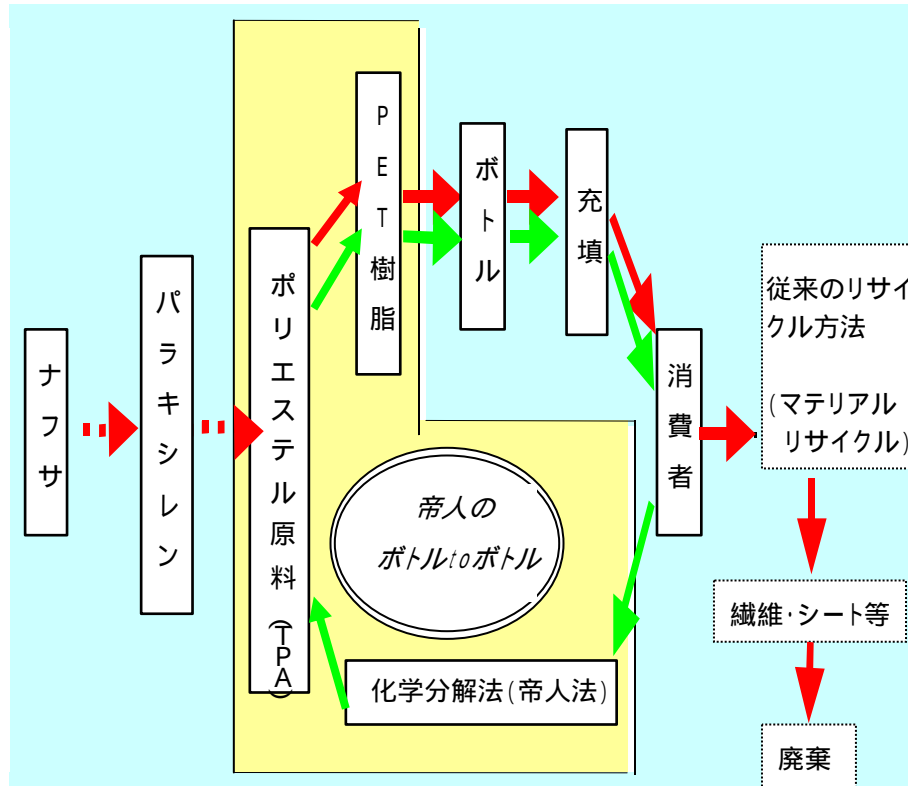 ナフサ
パラキシレン
ポリエステル原料(TPA)
PET樹脂
ボトル
充填
消費者
従来のリサイ
クル方法
(マテリアル
リサイクル)
繊維・シート等
廃棄
帝人の
ボトルtoボトル
化学分解法(帝人法)